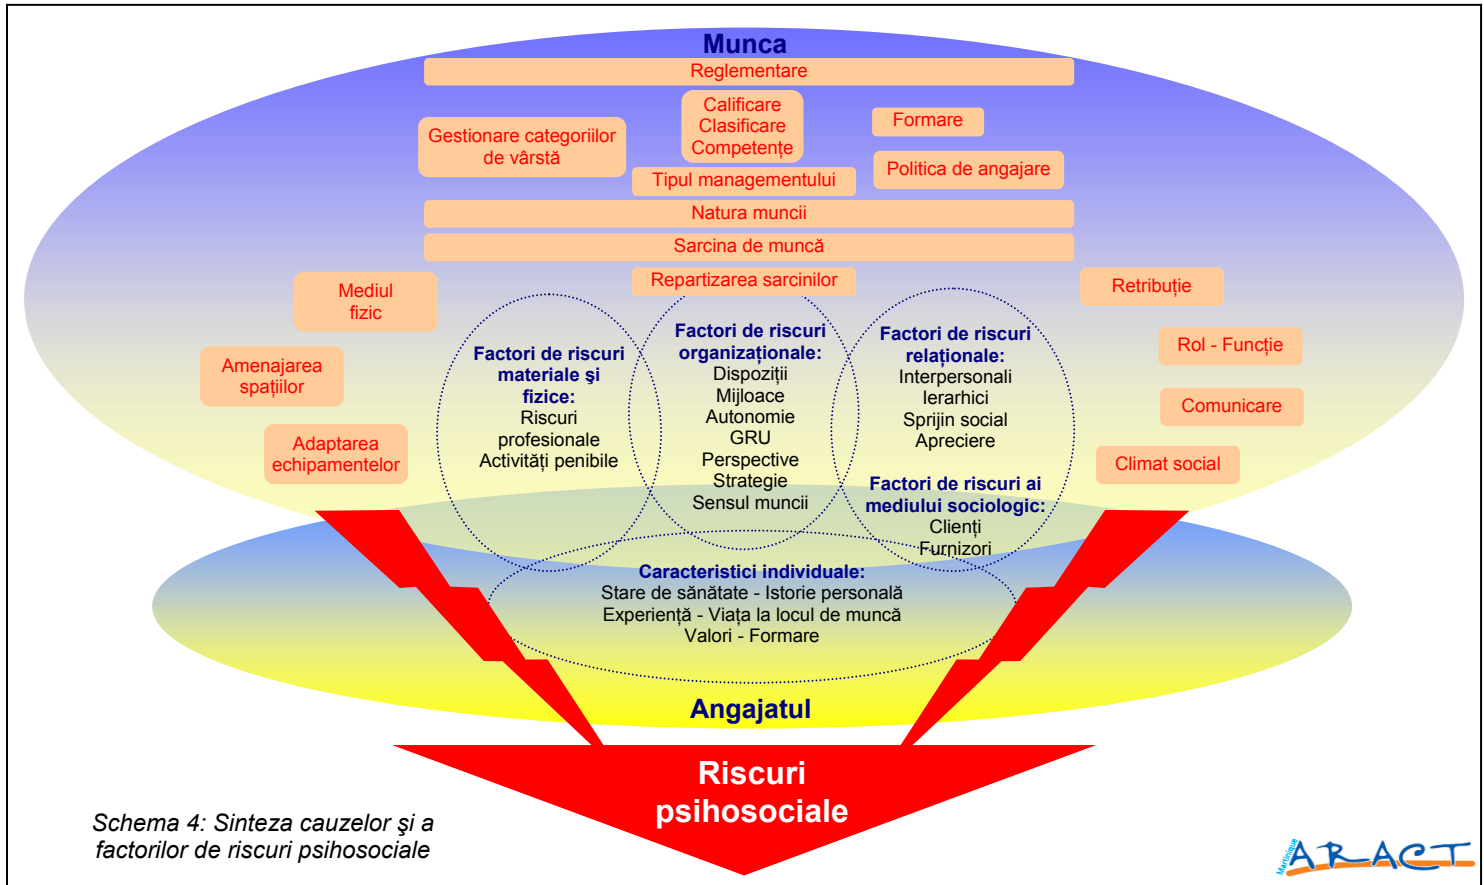 Munca
Reglementare
Calificare
Clasificare
Competențe
Formare
Gestionare categoriilor
de vârstă
Tipul managementului
Politica de angajare
Natura muncii
Sarcina de muncă
Repartizarea sarcinilor
Mediul
fizic
Retribuție
Amenajarea
spațiilor
Rol - Funcție
Adaptarea
echipamentelor
Comunicare
Climat social
Factori de riscuri
materiale și
fizice:
Riscuri
profesionale
Activități penibile
Factori de riscuri
organizaționale:
Dispoziții
Mijloace
Autonomie
GRU
Perspective
Strategie
Sensul muncii
Factori de riscuri
relaționale:
Interpersonali
Ierarhici
Sprijin social
Apreciere
Factori de riscuri ai
mediului sociologic:
Clienți
Furnizori
Caracteristici individuale:
Stare de sănătate - Istorie personală
Experiență - Viața la locul de muncă
Valori - Formare
Angajatul
Riscuri
psihosociale
Schema 4: Sinteza cauzelor şi a
factorilor de riscuri psihosociale
Martinique
ARACT